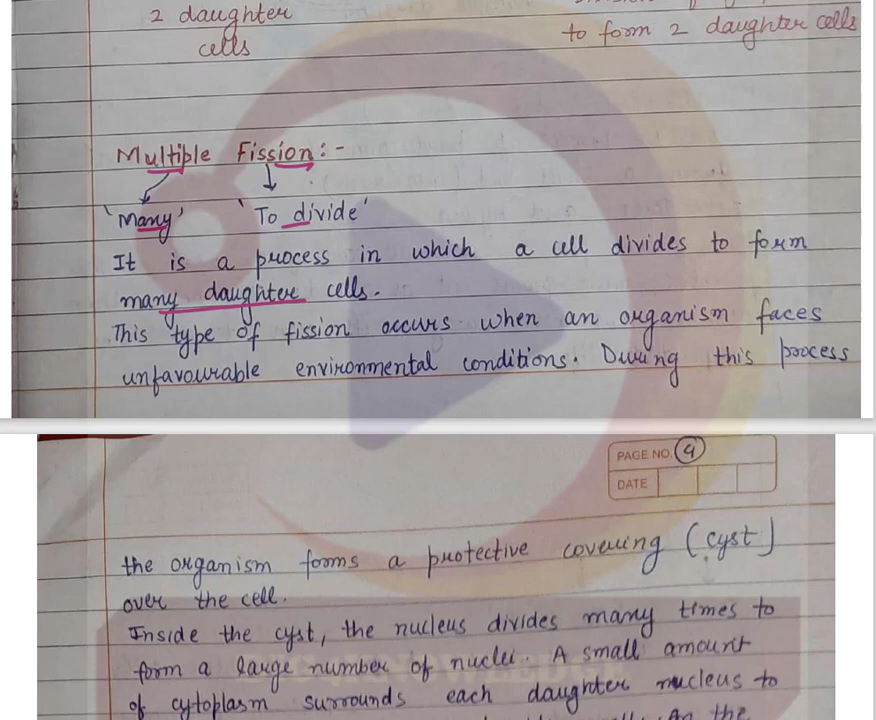 2 daughter
cells
to form 2 daughter cells
Multiple Fission :-
'Many' 'To divide'
It is a process in which a cell divides to form
many daughter cells.
This type of fission occurs when an organism faces
unfavourable environmental conditions. During this process
PAGE NO. 9
DATE
the organism forms a protective covering (cyst)
over the cell.
Inside the cyst, the nucleus divides many times to
form a large number of nuclei. A small amount
of cytoplasm surrounds each daughter nucleus to
the